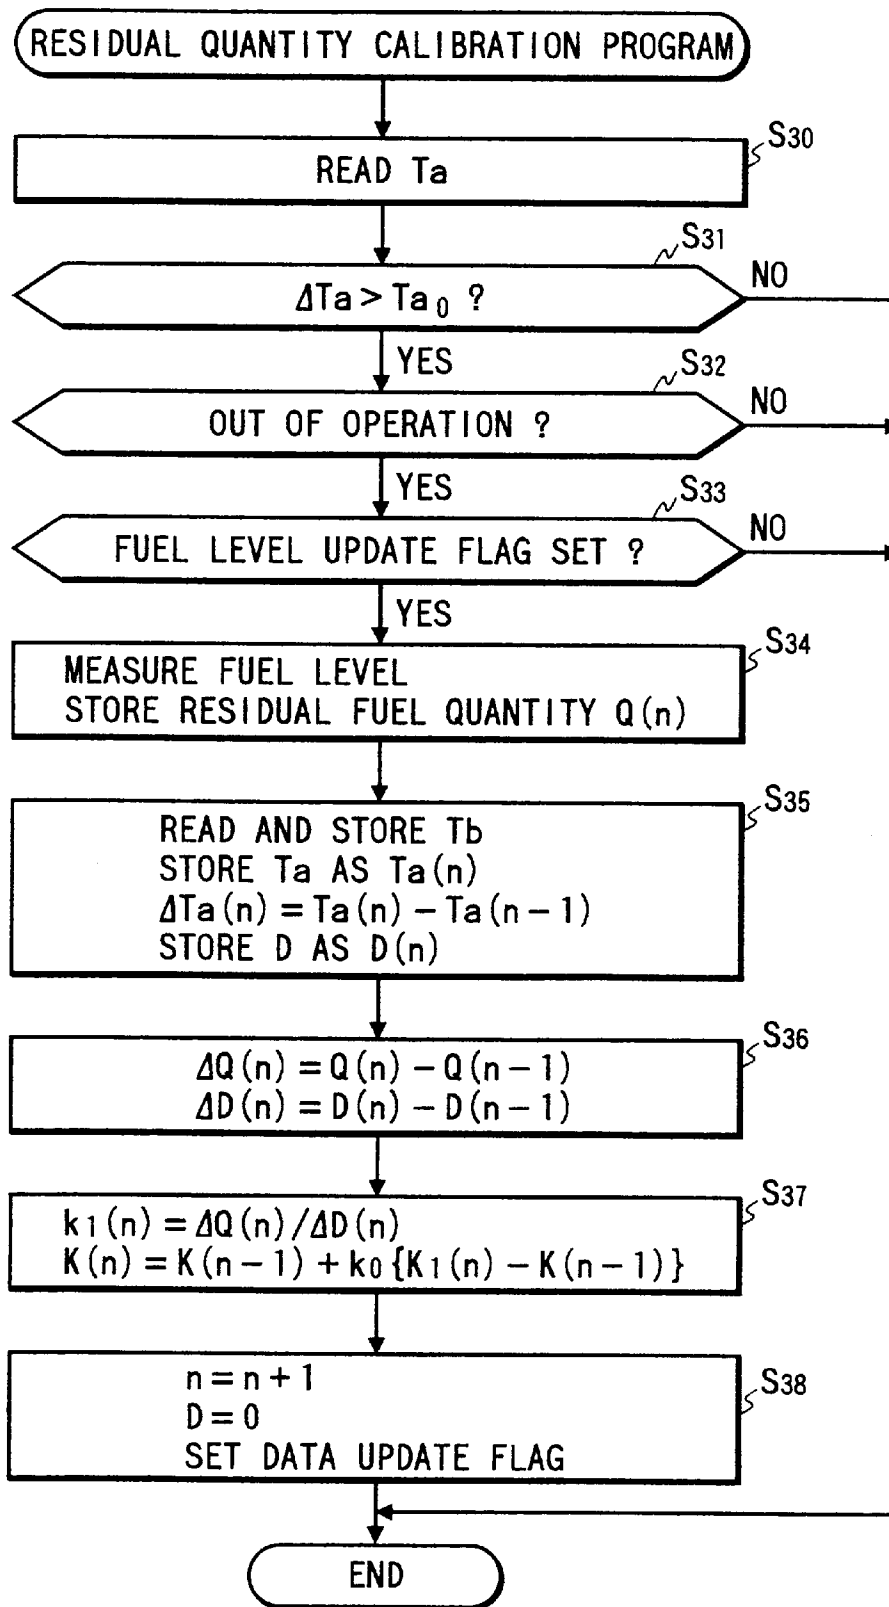 RESIDUAL QUANTITY CALIBRATION PROGRAM
S30
READ Ta
S31
ΔTa > Ta₀ ?
NO
YES
S32
OUT OF OPERATION ?
NO
YES
S33
FUEL LEVEL UPDATE FLAG SET ?
NO
YES
S34
MEASURE FUEL LEVEL
STORE RESIDUAL FUEL QUANTITY Q(n)
S35
READ AND STORE Tb
STORE Ta AS Ta(n)
ΔTa(n) = Ta(n) - Ta(n - 1)
STORE D AS D(n)
S36
ΔQ(n) = Q(n) - Q(n - 1)
ΔD(n) = D(n) - D(n - 1)
S37
k1(n) = ΔQ(n)/ΔD(n)
K(n) = K(n - 1) + k0{K1(n) - K(n - 1)}
S38
n = n + 1
D = 0
SET DATA UPDATE FLAG
END